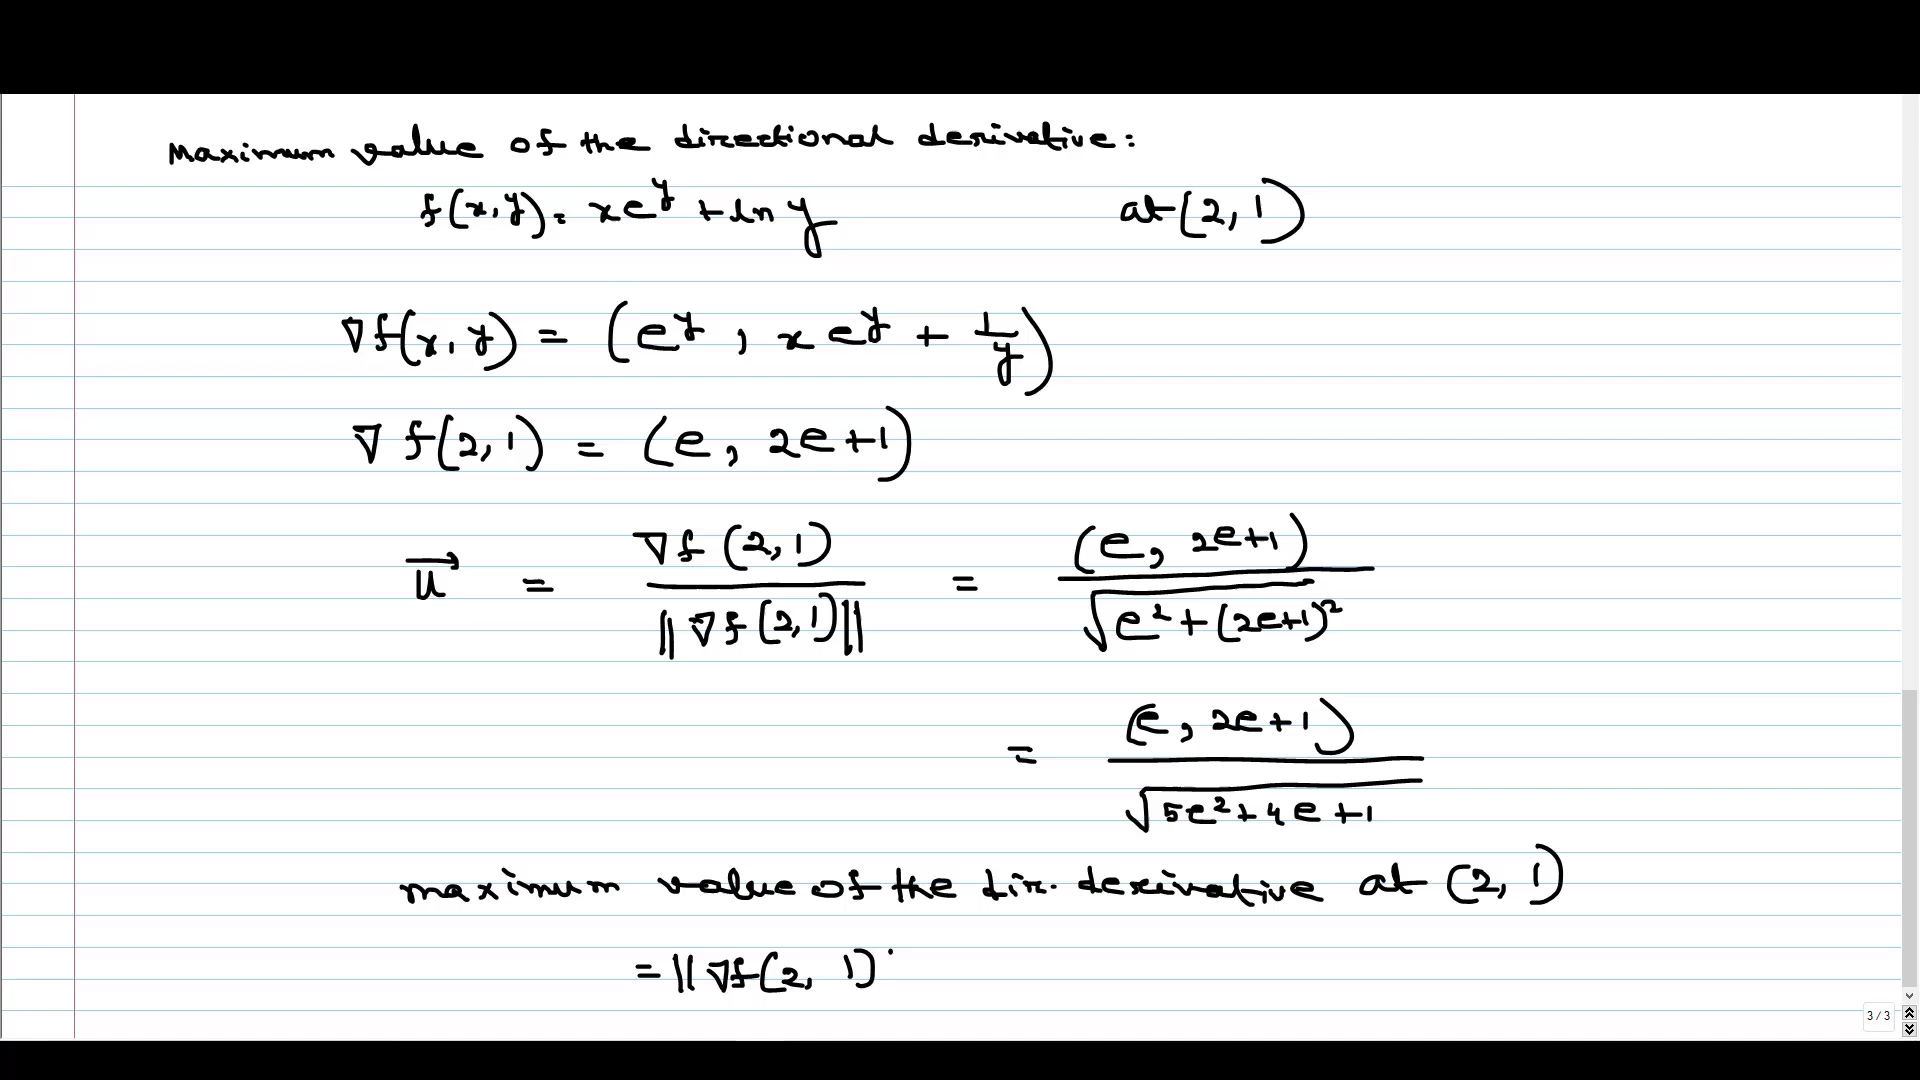 Maximum value of the directional derivative:
f(x,y) = xe^y + ln y at (2,1)
∇f(x,y) = (e^y, xe^y + 1/y)
∇f(2,1) = (e, 2e+1)
u⃗ = ∇f(2,1) / ||∇f(2,1)|| = (e, 2e+1) / √(e²+(2e+1)²)
= (e, 2e+1) / √(5e²+4e+1)
maximum value of the dir. derivative at (2,1)
= ||∇f(2,1)
3/3